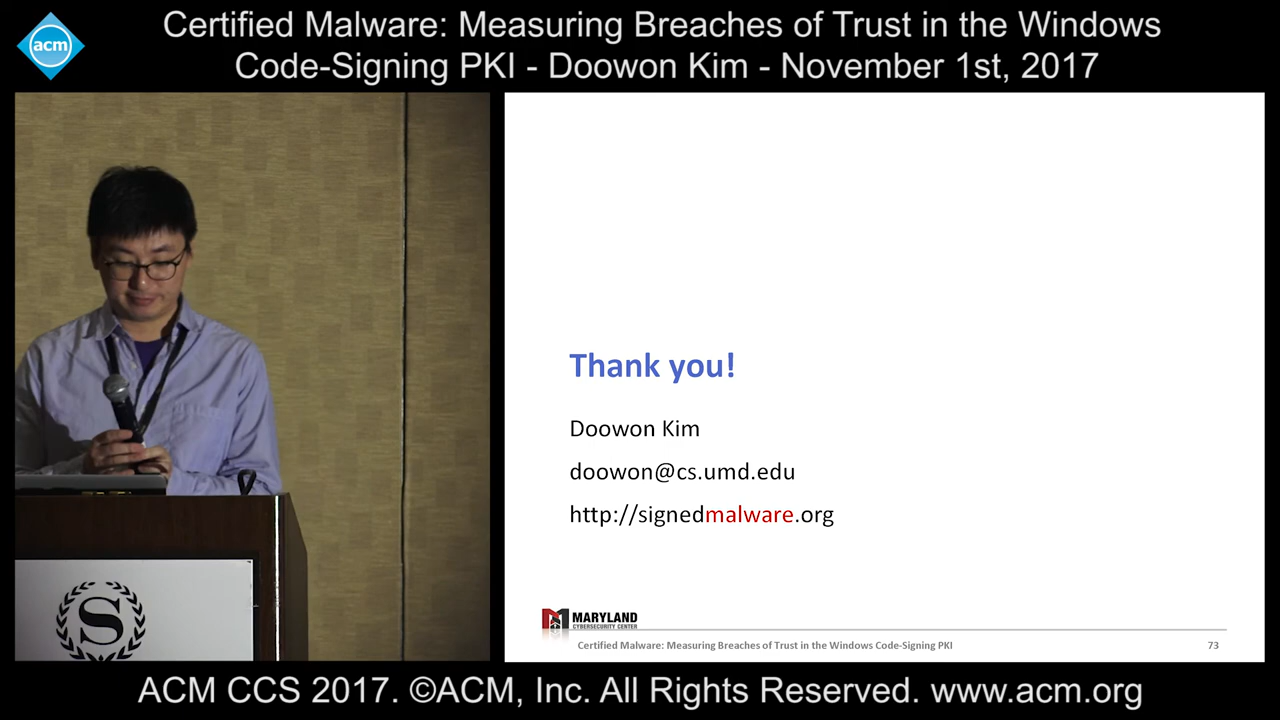 acm
Certified Malware: Measuring Breaches of Trust in the Windows
Code-Signing PKI - Doowon Kim - November 1st, 2017
Thank you!
Doowon Kim
doowon@cs.umd.edu
http://signedmalware.org
MARYLAND
CYBERSECURITY CENTER
Certified Malware: Measuring Breaches of Trust in the Windows Code-Signing PKI
73
S
ACM CCS 2017. ©ACM, Inc. All Rights Reserved. www.acm.org